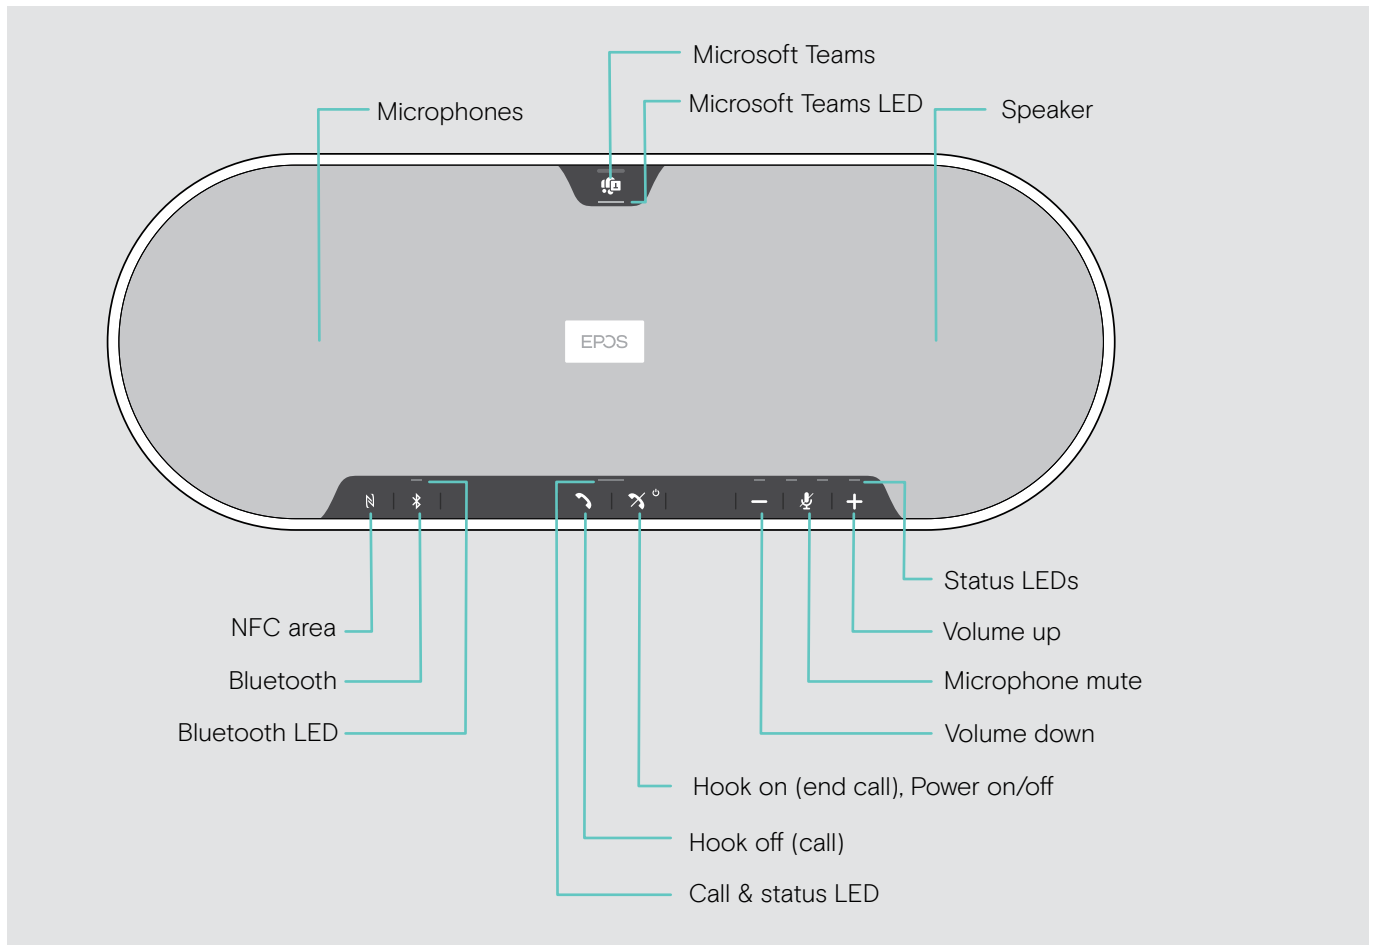 Microsoft Teams
Microsoft Teams LED
Microphones
Speaker
EPOS
Status LEDs
NFC area
Volume up
Bluetooth
Microphone mute
Bluetooth LED
Volume down
Hook on (end call), Power on/off
Hook off (call)
Call & status LED